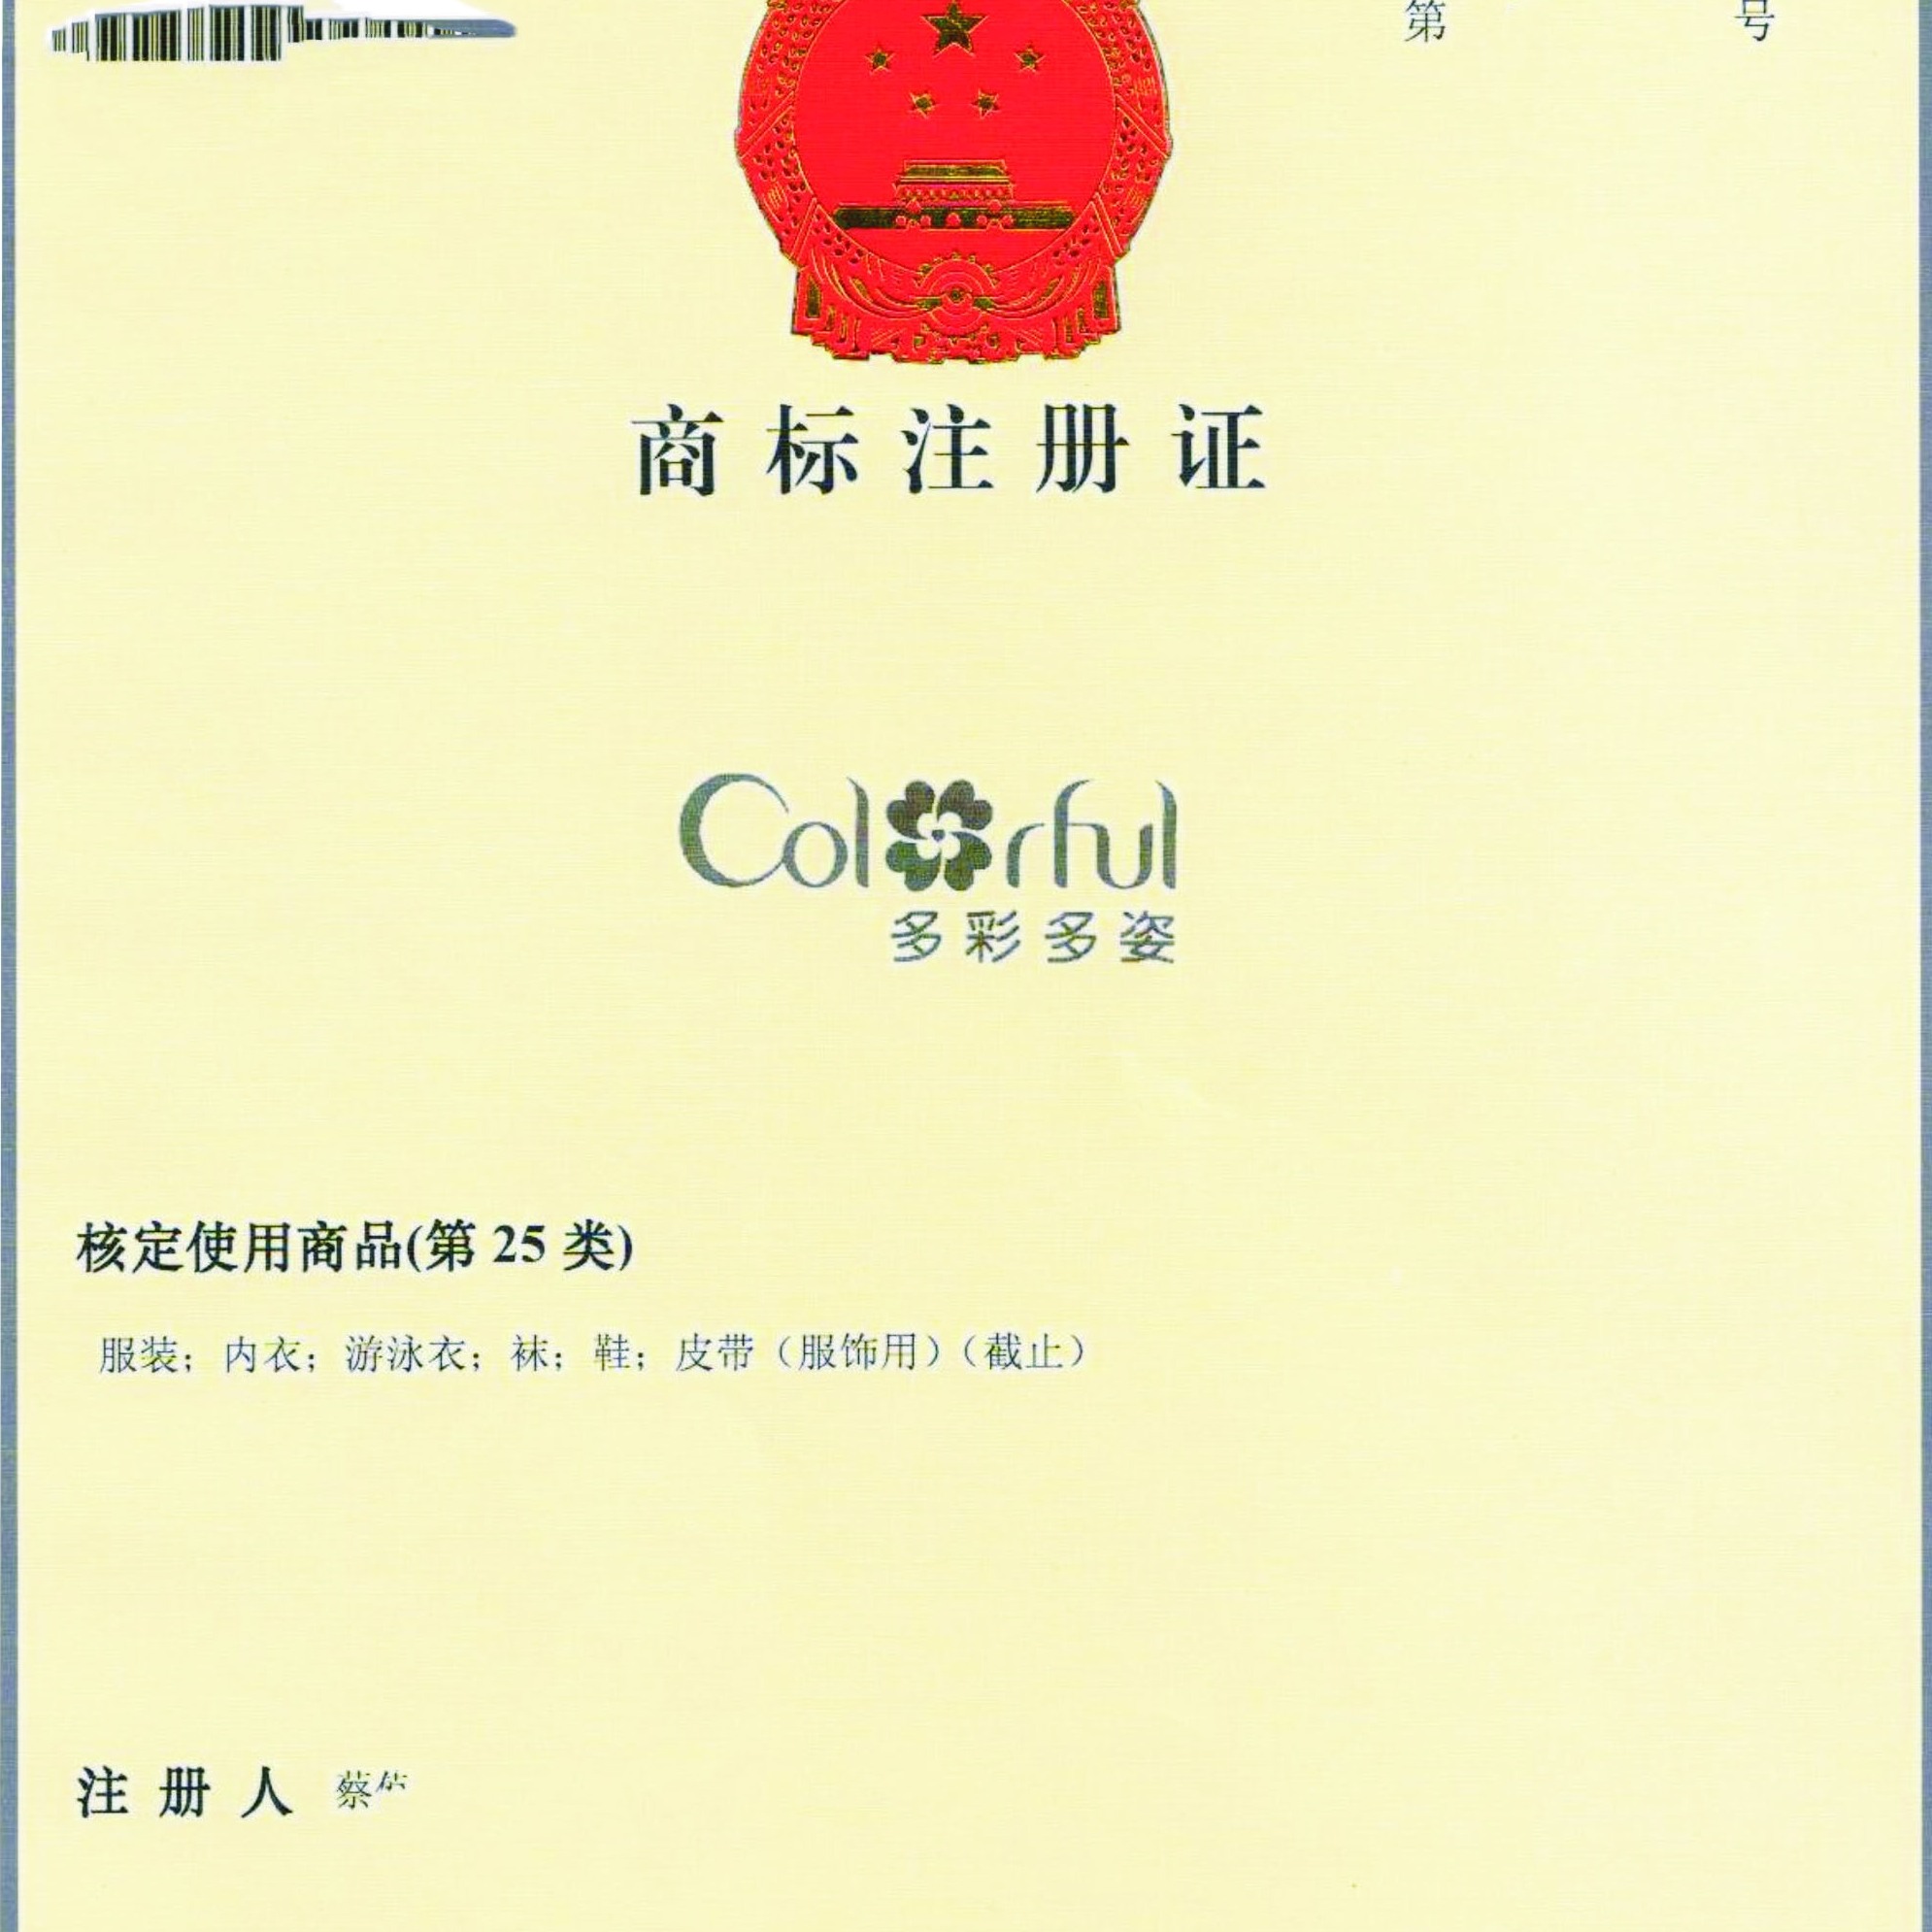 第 号
商标注册证
Colorful
多彩多姿
核定使用商品(第 25 类)
服装；内衣；游泳衣；袜；鞋；皮带（服饰用）（截止）
注册人 蔡